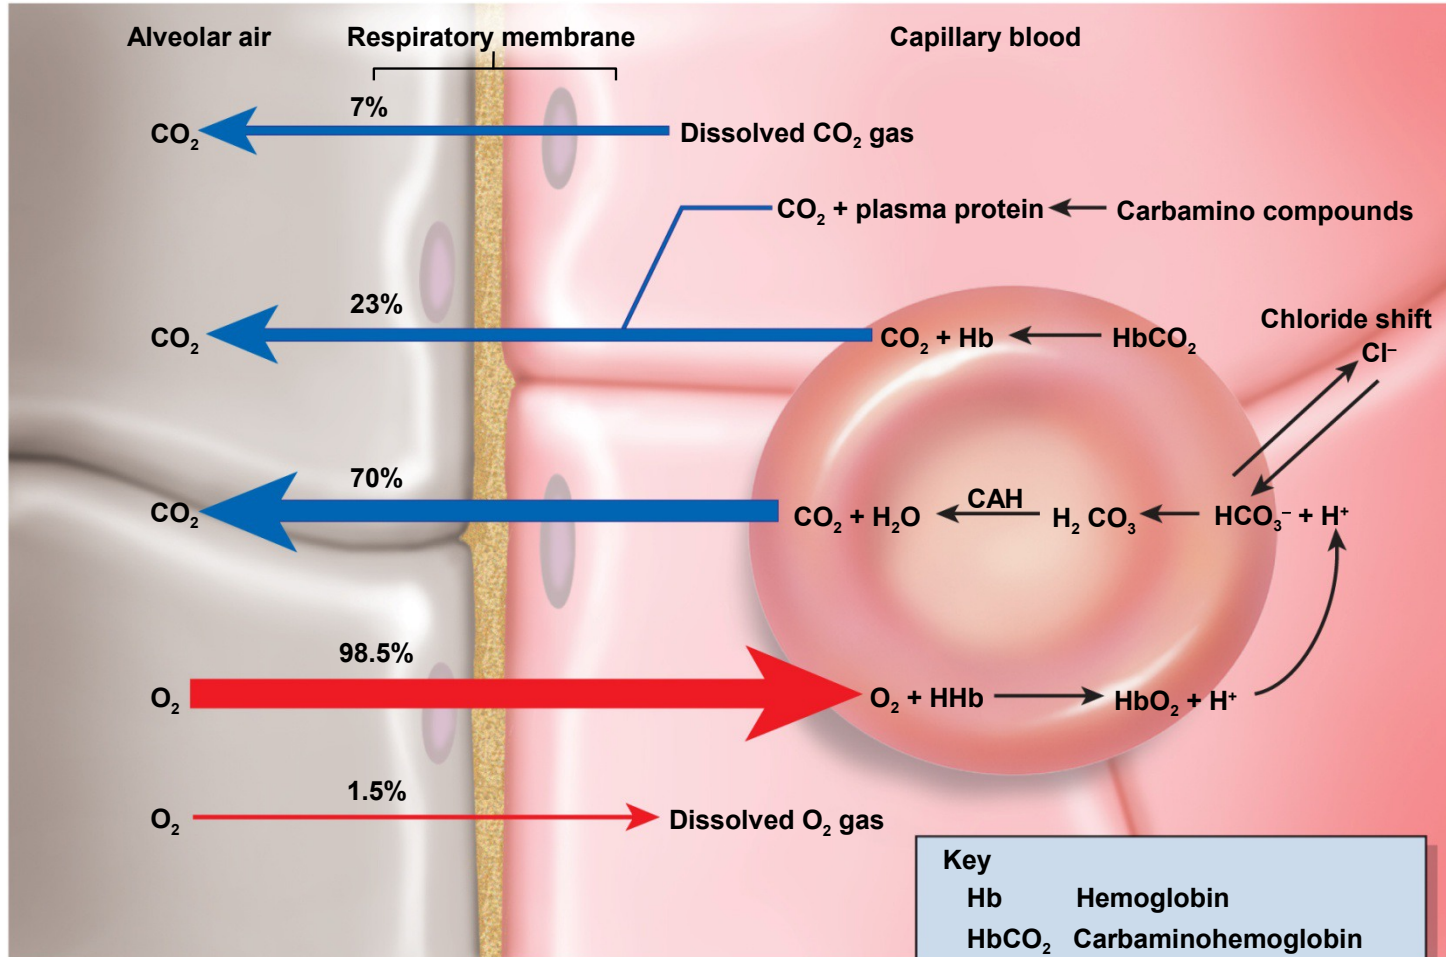 Alveolar air Respiratory membrane Capillary blood
7%
CO₂ Dissolved CO₂ gas
CO₂ + plasma protein Carbamino compounds
23%
CO₂ CO₂ + Hb HbCO₂
Chloride shift
Cl⁻
70%
CO₂ CO₂ + H₂O CAH H₂ CO₃ HCO₃⁻ + H⁺
98.5%
O₂ O₂ + HHb HbO₂ + H⁺
1.5%
O₂ Dissolved O₂ gas
Key
Hb Hemoglobin
HbCO₂ Carbaminohemoglobin